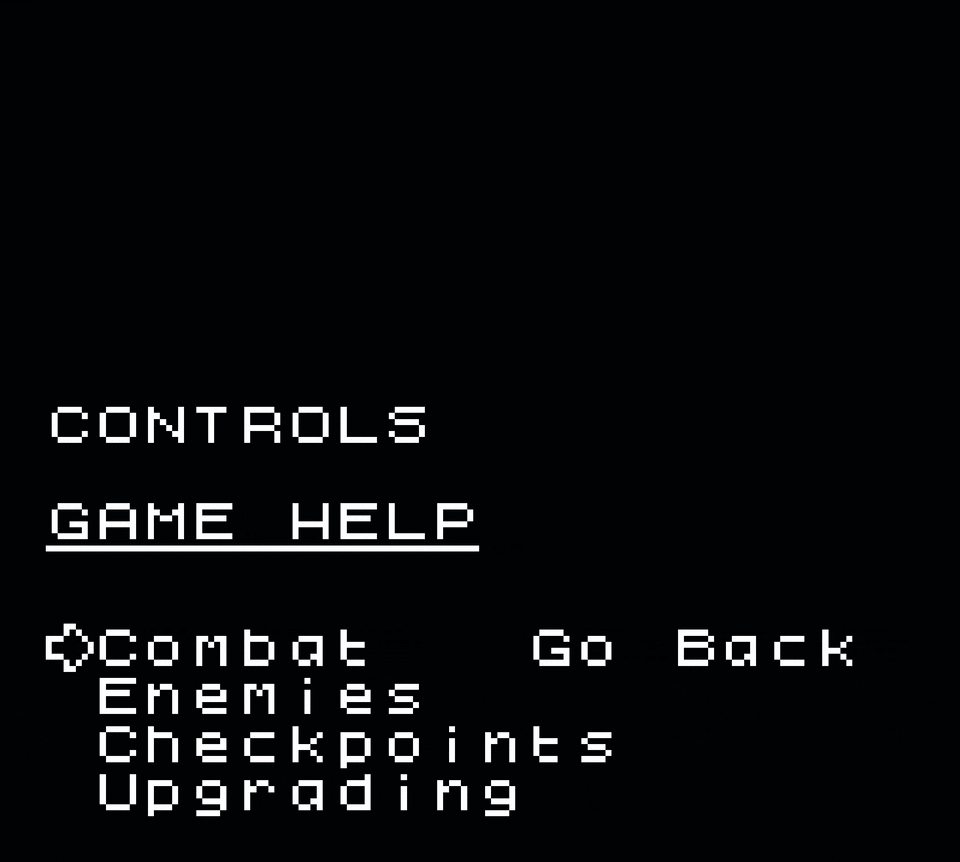 CONTROLS
GAME HELP
Combat Go Back
Enemies
Checkpoints
Upgrading